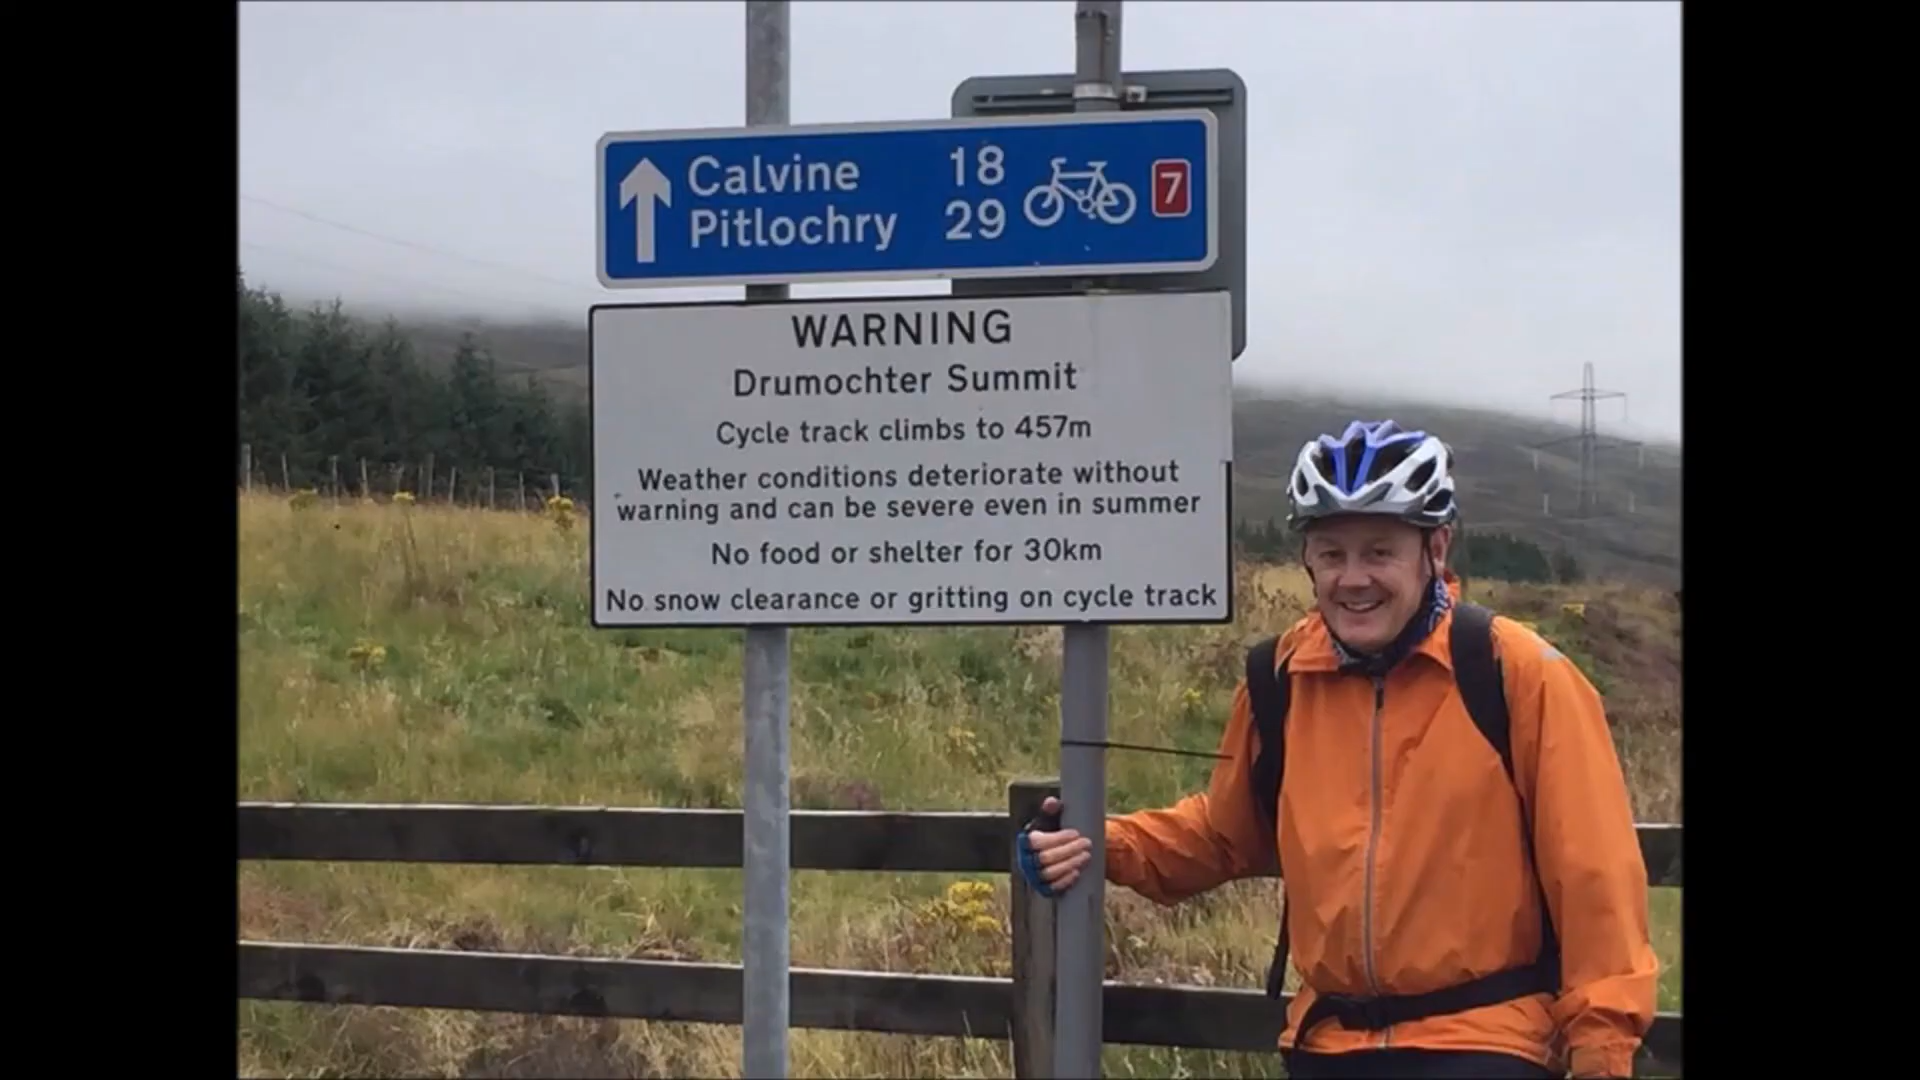 Calvine 18
Pitlochry 29
7
WARNING
Drumochter Summit
Cycle track climbs to 457m
Weather conditions deteriorate without
warning and can be severe even in summer
No food or shelter for 30km
No snow clearance or gritting on cycle track